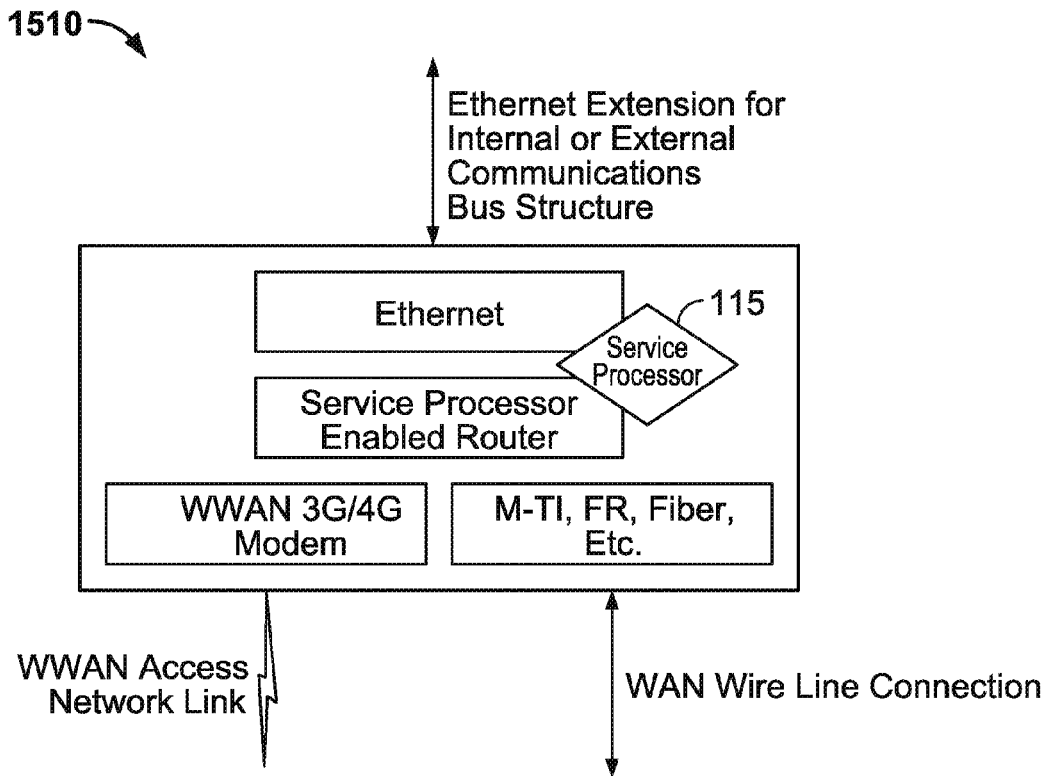 1510
Ethernet Extension for
Internal or External
Communications
Bus Structure
Ethernet
115
Service
Processor
Service Processor
Enabled Router
WWAN 3G/4G
Modem
M-TI, FR, Fiber,
Etc.
WWAN Access
Network Link
WAN Wire Line Connection